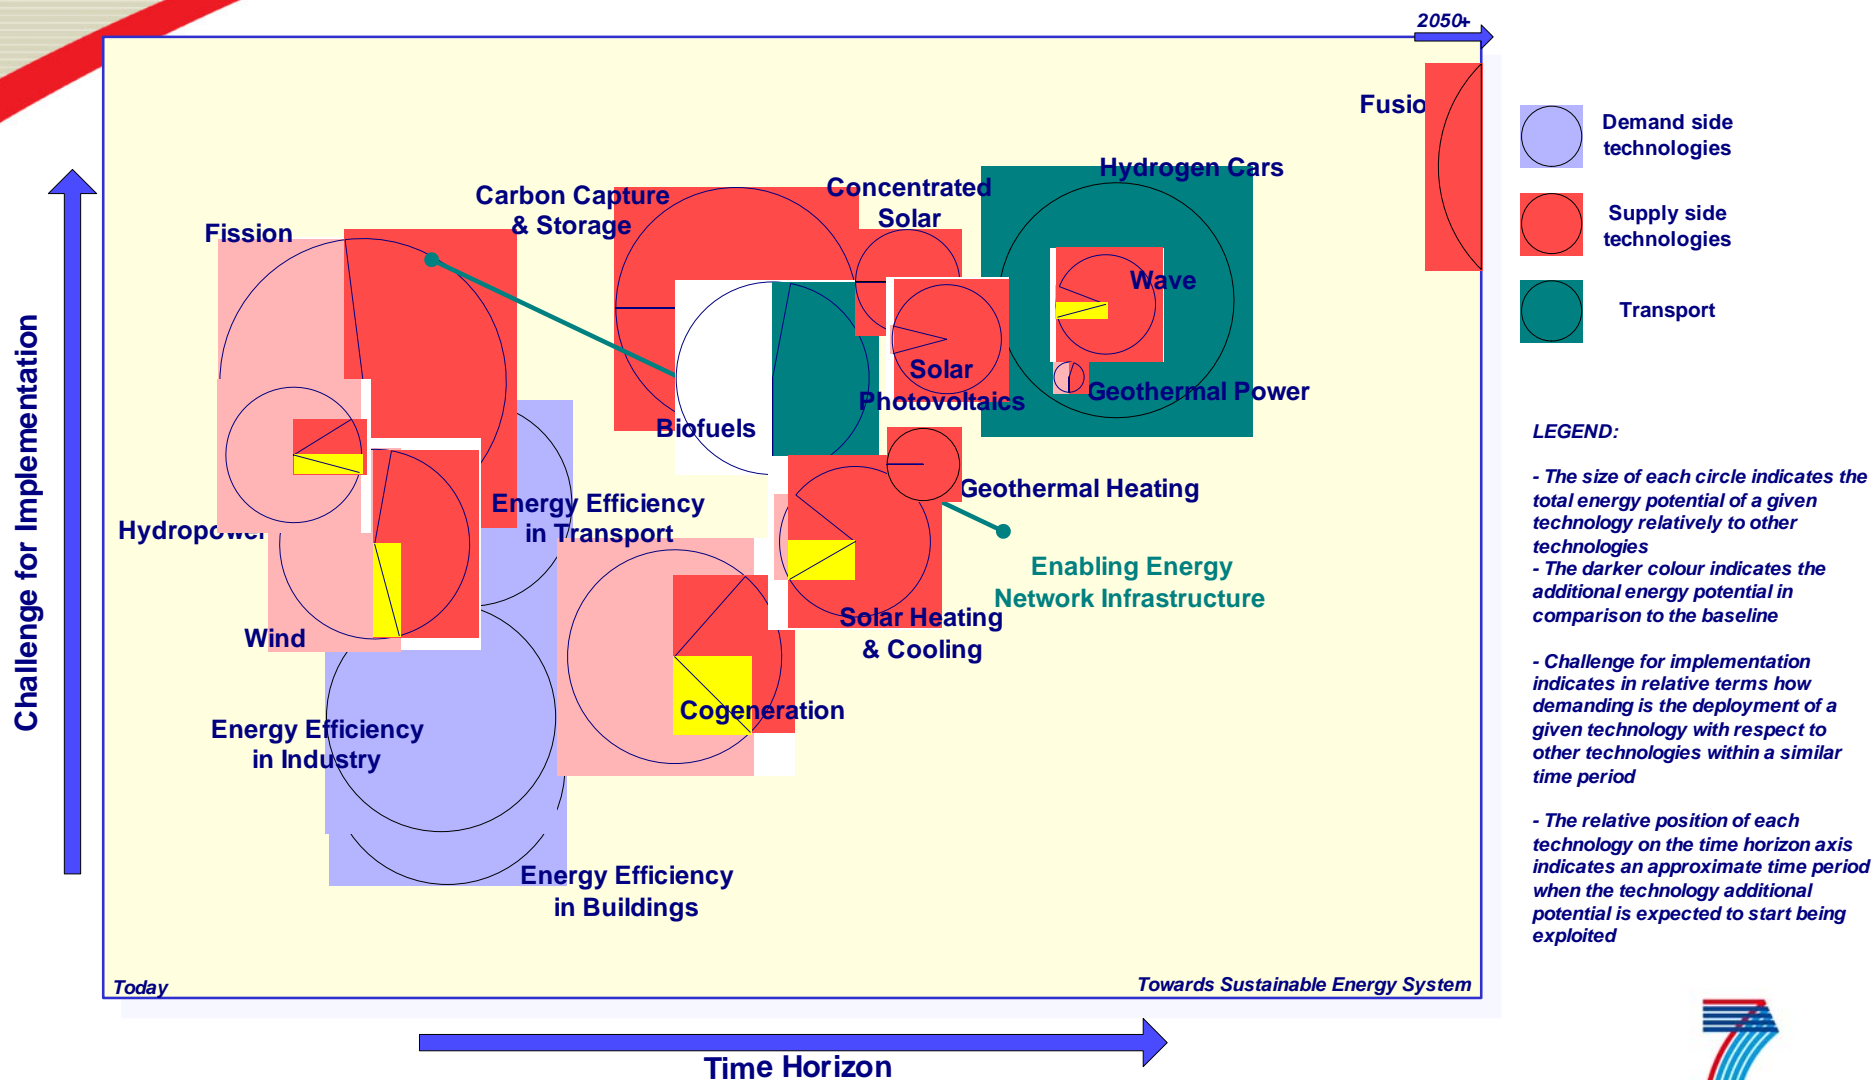 2050+
Fusio
Hydrogen Cars
Carbon Capture
& Storage
Concentrated
Solar
Fission
Wave
Solar
Photovoltaics
Geothermal Power
Biofuels
Geothermal Heating
Energy Efficiency
in Transport
Hydropower
Enabling Energy
Network Infrastructure
Solar Heating
& Cooling
Wind
Cogeneration
Energy Efficiency
in Industry
Energy Efficiency
in Buildings
Today
Towards Sustainable Energy System
Challenge for Implementation
Time Horizon
Demand side
technologies
Supply side
technologies
Transport
LEGEND:
- The size of each circle indicates the
total energy potential of a given
technology relatively to other
technologies
- The darker colour indicates the
additional energy potential in
comparison to the baseline
- Challenge for implementation
indicates in relative terms how
demanding is the deployment of a
given technology with respect to
other technologies within a similar
time period
- The relative position of each
technology on the time horizon axis
indicates an approximate time period
when the technology additional
potential is expected to start being
exploited
7